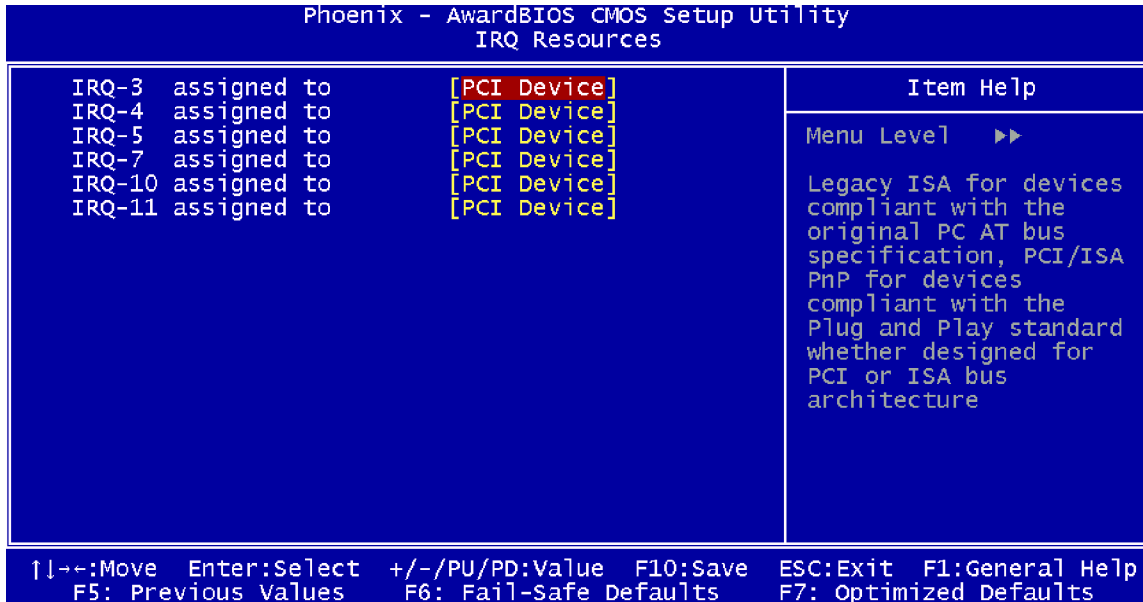 Phoenix - AwardBIOS CMOS Setup Utility
IRQ Resources
IRQ-3 assigned to [PCI Device]
IRQ-4 assigned to [PCI Device]
IRQ-5 assigned to [PCI Device]
IRQ-7 assigned to [PCI Device]
IRQ-10 assigned to [PCI Device]
IRQ-11 assigned to [PCI Device]
Item Help
Menu Level ▶▶
Legacy ISA for devices
compliant with the
original PC AT bus
specification, PCI/ISA
PnP for devices
compliant with the
Plug and Play standard
whether designed for
PCI or ISA bus
architecture
↑↓→←:Move Enter:Select +/-/PU/PD:Value F10:Save ESC:Exit F1:General Help
F5: Previous Values F6: Fail-Safe Defaults F7: Optimized Defaults